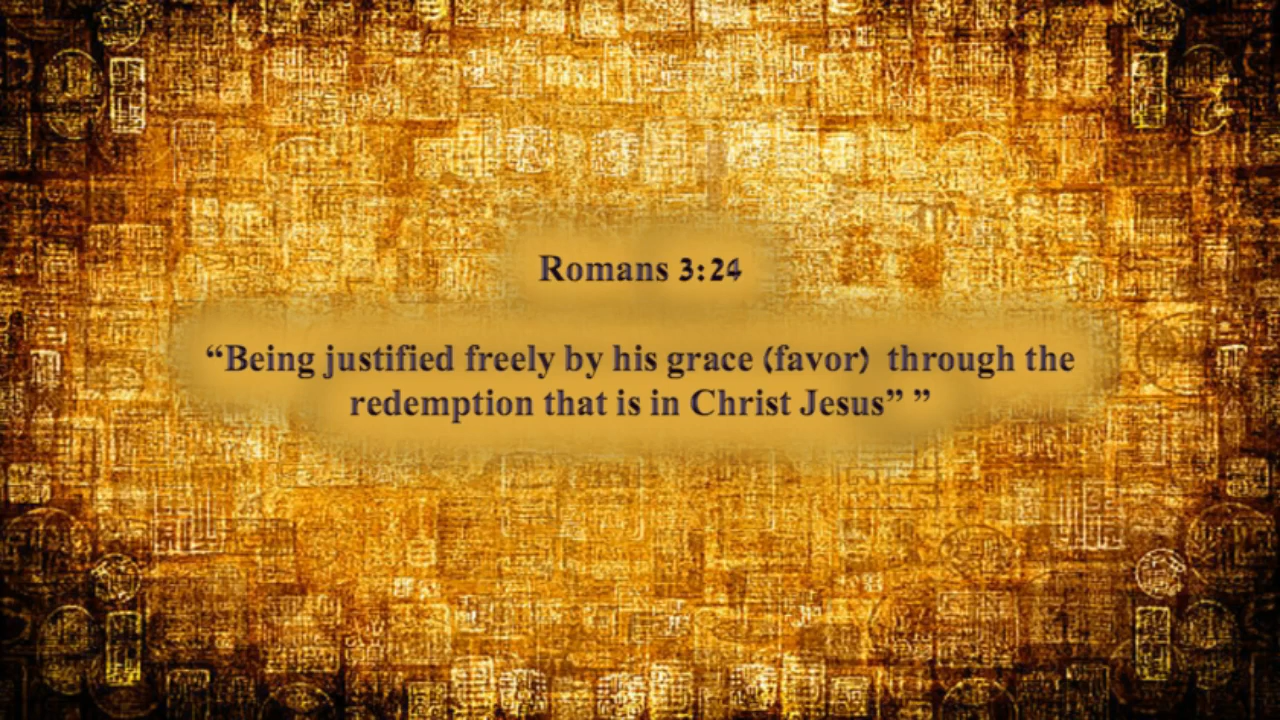 Romans 3:24
“Being justified freely by his grace (favor)  through the
redemption that is in Christ Jesus” ”